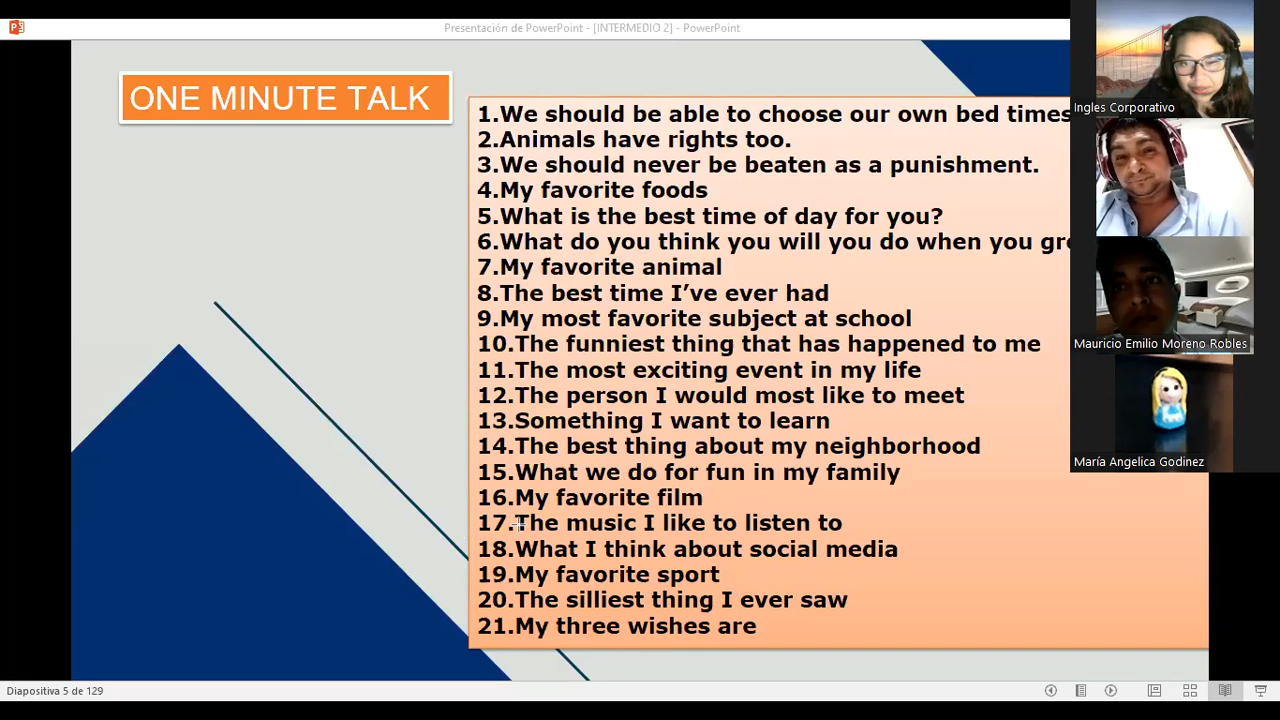 Presentación de PowerPoint - [INTERMEDIO 2] - PowerPoint
ONE MINUTE TALK
1.We should be able to choose our own bed times
2.Animals have rights too.
3.We should never be beaten as a punishment.
4.My favorite foods
5.What is the best time of day for you?
6.What do you think you will you do when you gro
7.My favorite animal
8.The best time I’ve ever had
9.My most favorite subject at school
10.The funniest thing that has happened to me
11.The most exciting event in my life
12.The person I would most like to meet
13.Something I want to learn
14.The best thing about my neighborhood
15.What we do for fun in my family
16.My favorite film
17.The music I like to listen to
18.What I think about social media
19.My favorite sport
20.The silliest thing I ever saw
21.My three wishes are
Ingles Corporativo
Mauricio Emilio Moreno Robles
María Angelica Godinez
Diapositiva 5 de 129